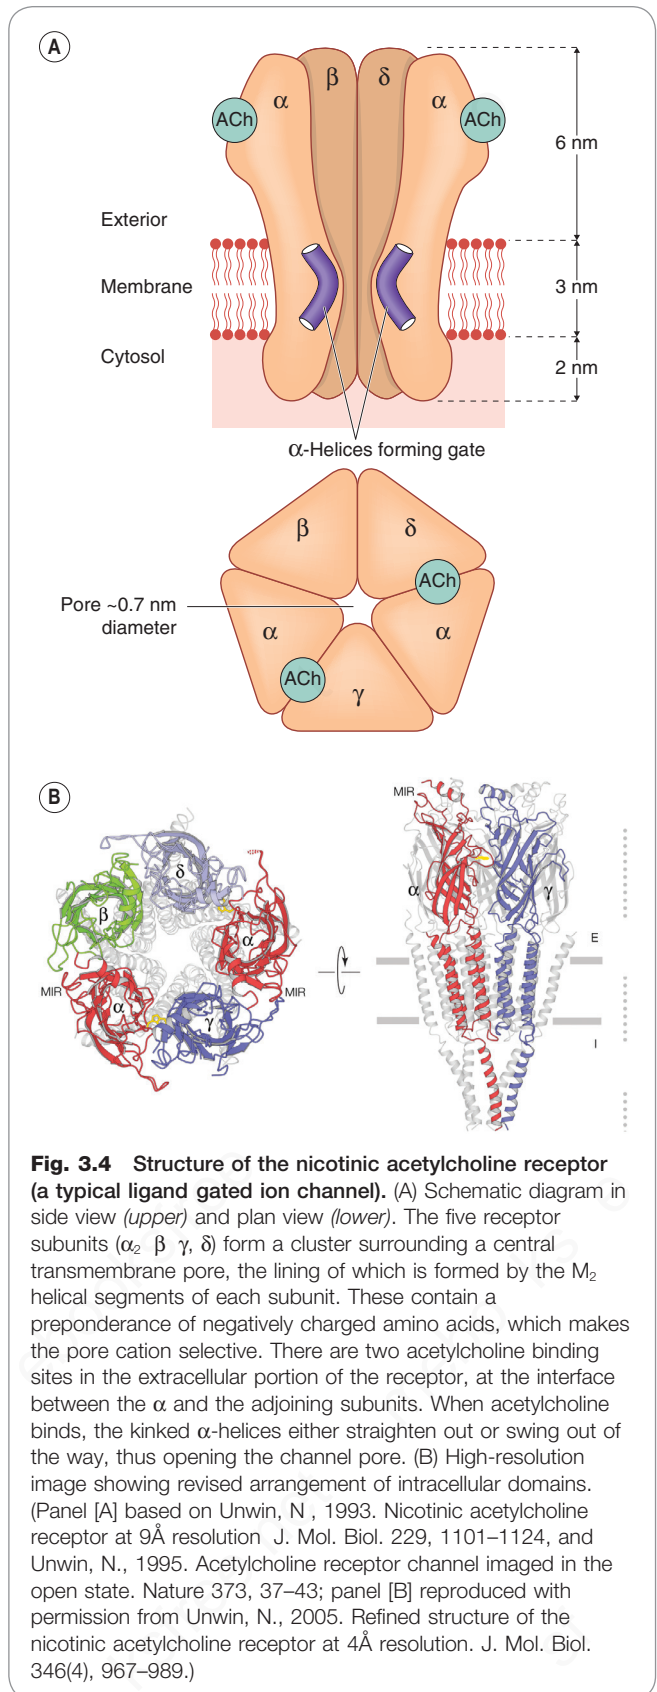 A
β
δ
α
α
ACh
ACh
6 nm
Exterior
Membrane
3 nm
Cytosol
2 nm
α-Helices forming gate
β
δ
ACh
Pore ~0.7 nm
diameter
α
α
ACh
γ
B
MIR
δ
β
α
α
γ
E
MIR
α
MIR
γ
I
Fig. 3.4 Structure of the nicotinic acetylcholine receptor
(a typical ligand gated ion channel). (A) Schematic diagram in
side view (upper) and plan view (lower). The five receptor
subunits (α₂ β γ, δ) form a cluster surrounding a central
transmembrane pore, the lining of which is formed by the M₂
helical segments of each subunit. These contain a
preponderance of negatively charged amino acids, which makes
the pore cation selective. There are two acetylcholine binding
sites in the extracellular portion of the receptor, at the interface
between the α and the adjoining subunits. When acetylcholine
binds, the kinked α-helices either straighten out or swing out of
the way, thus opening the channel pore. (B) High-resolution
image showing revised arrangement of intracellular domains.
(Panel [A] based on Unwin, N , 1993. Nicotinic acetylcholine
receptor at 9Å resolution J. Mol. Biol. 229, 1101–1124, and
Unwin, N., 1995. Acetylcholine receptor channel imaged in the
open state. Nature 373, 37–43; panel [B] reproduced with
permission from Unwin, N., 2005. Refined structure of the
nicotinic acetylcholine receptor at 4Å resolution. J. Mol. Biol.
346(4), 967–989.)